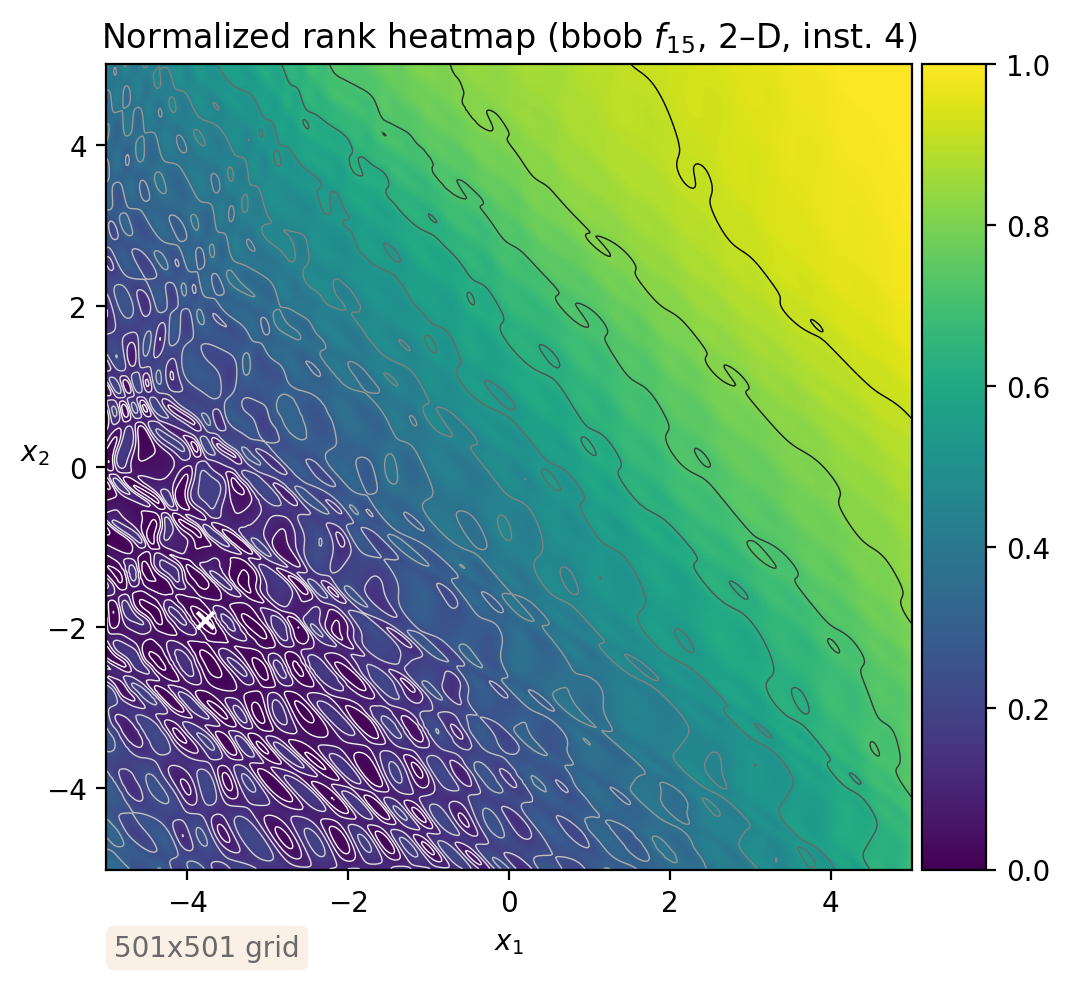 Normalized rank heatmap (bbob f₁₅, 2–D, inst. 4)
1.0
4
0.8
2
0.6
x₂
0
0.4
−2
0.2
−4
0.0
−4 −2 0 2 4
x₁
501x501 grid